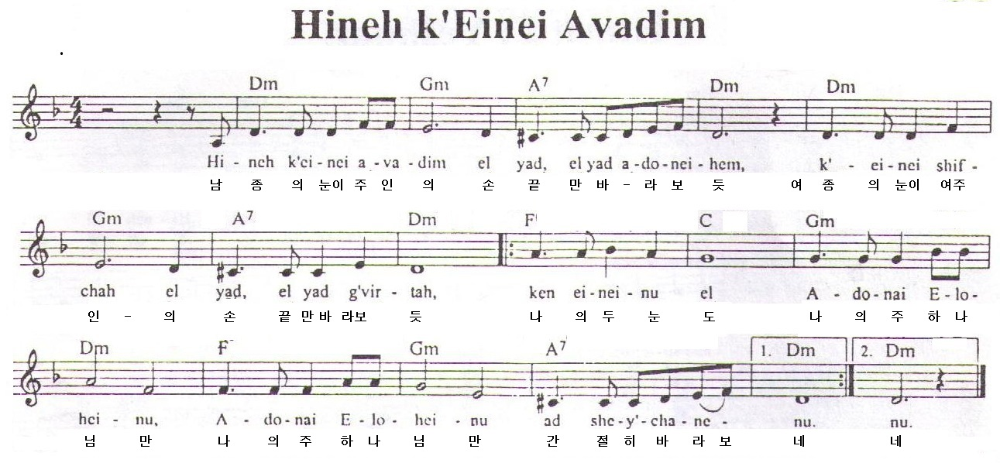 Hineh k'Einei Avadim
Dm Gm A7 Dm Dm
4 4
Hi - neh k'ei - nei a - va - dim el yad, el yad a - do - nei - hem, k' - ei - nei shif -
남 종 의 눈이 주 인 의 손 끝 만 바 - 라 보 듯 여 종 의 눈이 여주
Gm A7 Dm F C Gm
chah el yad, el yad g'vir - tah, ken ei - nei - nu el A - do - nai E - lo -
인 - 의 손 끝 만 바 라보 듯 나 의 두 눈 도 나 의 주 하 나
Dm F Gm A7 1. Dm 2. Dm
hei - nu, A - do - nai E - lo - hei - nu ad she - y' - cha - ne - nu. nu.
님 만 나 의 주 하 나 님 만 간 절 히 바 라 보 네 네